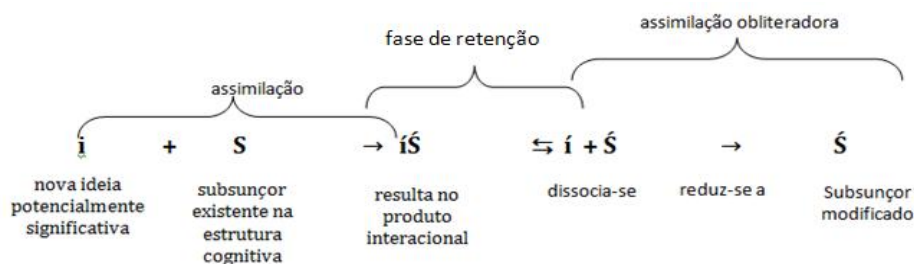 assimilação obliteradora
fase de retenção
assimilação
i + S → íŚ ⇆ í + Ś → Ś
nova ideia
potencialmente
significativa
subsunçor
existente na
estrutura
cognitiva
resulta no
produto
interacional
dissocia-se
reduz-se a
Subsunçor
modificado